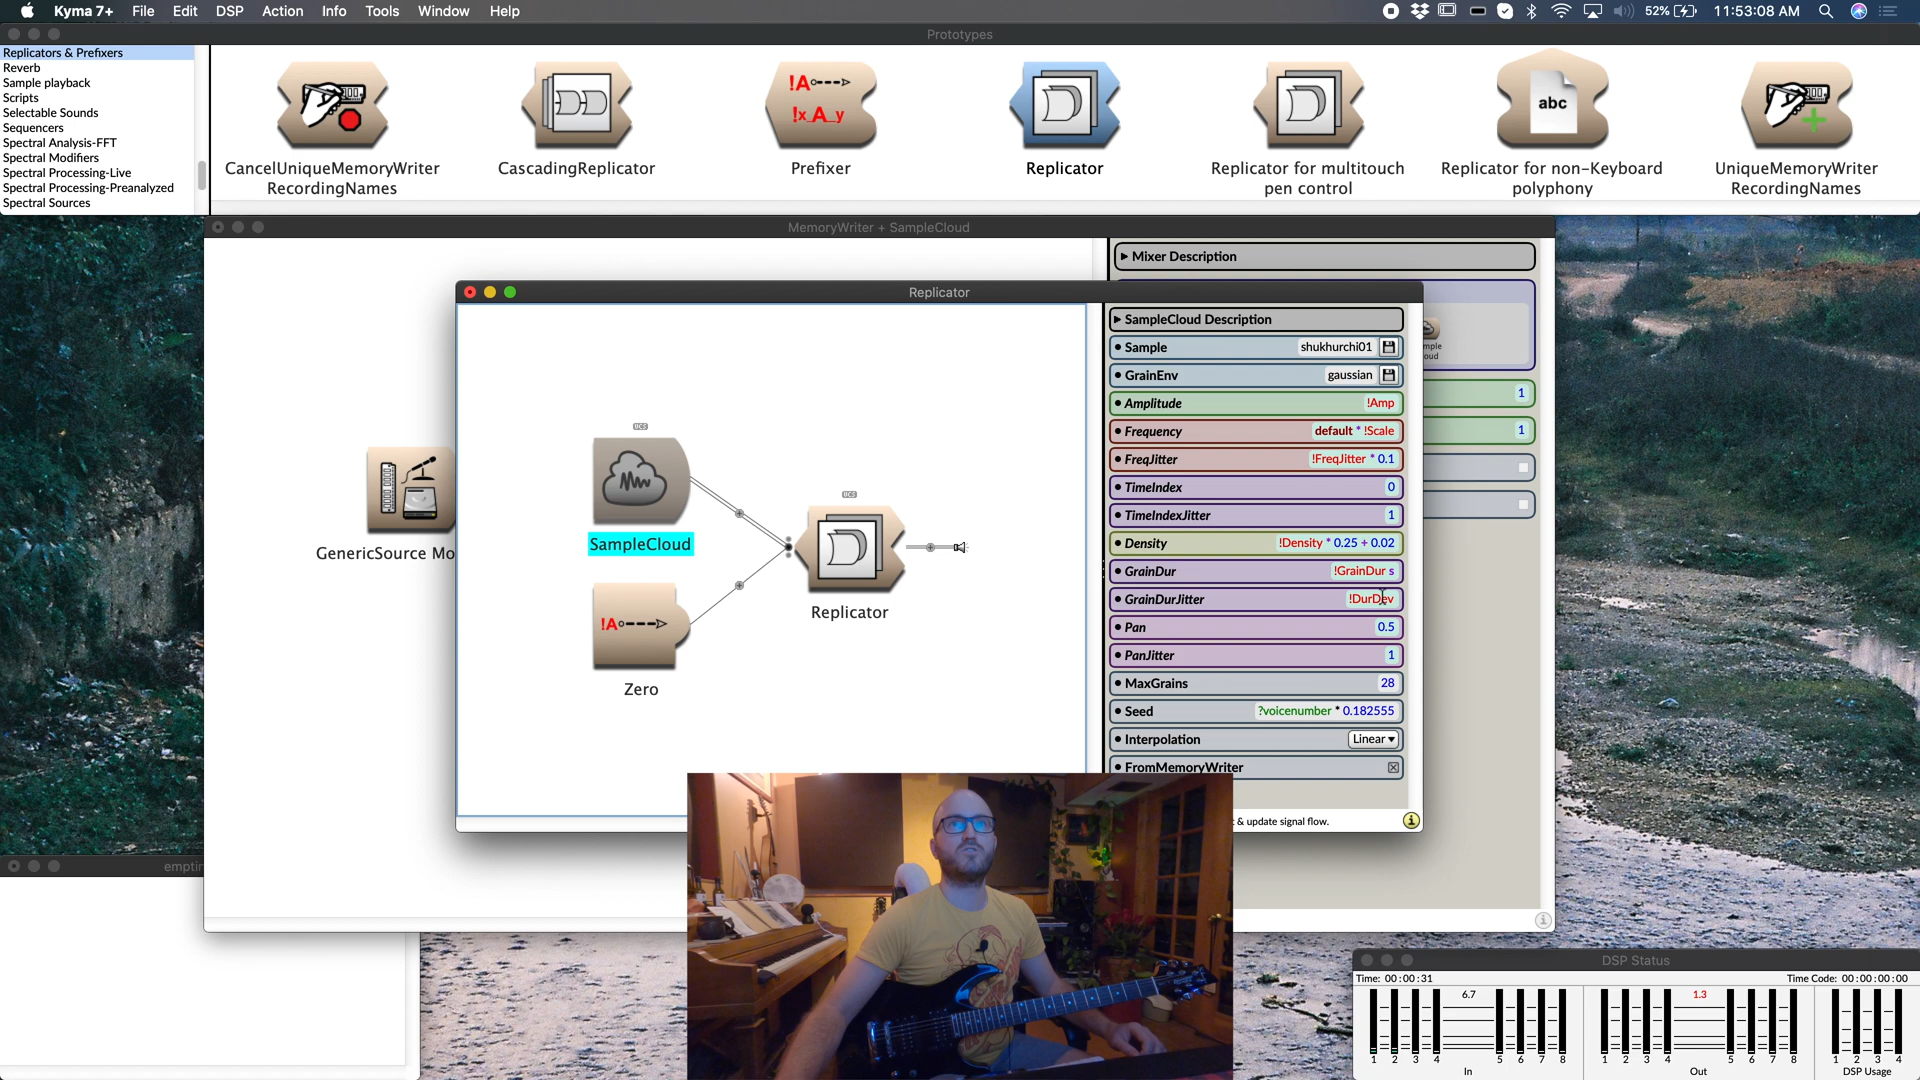 Kyma 7+ File Edit DSP Action Info Tools Window Help
52% 11:53:08 AM
Prototypes
Replicators & Prefixers
Reverb
Sample playback
Scripts
Selectable Sounds
Sequencers
Spectral Analysis-FFT
Spectral Modifiers
Spectral Processing-Live
Spectral Processing-Preanalyzed
Spectral Sources
!A
!x_A_y
abc
CancelUniqueMemoryWriter
RecordingNames
CascadingReplicator
Prefixer
Replicator
Replicator for multitouch
pen control
Replicator for non-Keyboard
polyphony
UniqueMemoryWriter
RecordingNames
MemoryWriter + SampleCloud
Mixer Description
GenericSource Mo
1
1
Replicator
SampleCloud
!A
Zero
Replicator
SampleCloud Description
Sample shukhurchi01
GrainEnv gaussian
Amplitude !Amp
Frequency default * !Scale
FreqJitter !FreqJitter * 0.1
TimeIndex 0
TimeIndexJitter 1
Density !Density * 0.25 + 0.02
GrainDur !GrainDur s
GrainDurJitter !DurDev
Pan 0.5
PanJitter 1
MaxGrains 28
Seed ?voicenumber * 0.182555
Interpolation Linear
FromMemoryWriter
& update signal flow.
emptin
DSP Status
Time: 00:00:31 Time Code: 00:00:00:00
6.7 1.3
1 2 3 4 5 6 7 8 1 2 3 4 5 6 7 8 1 2 3 4
In Out DSP Usage